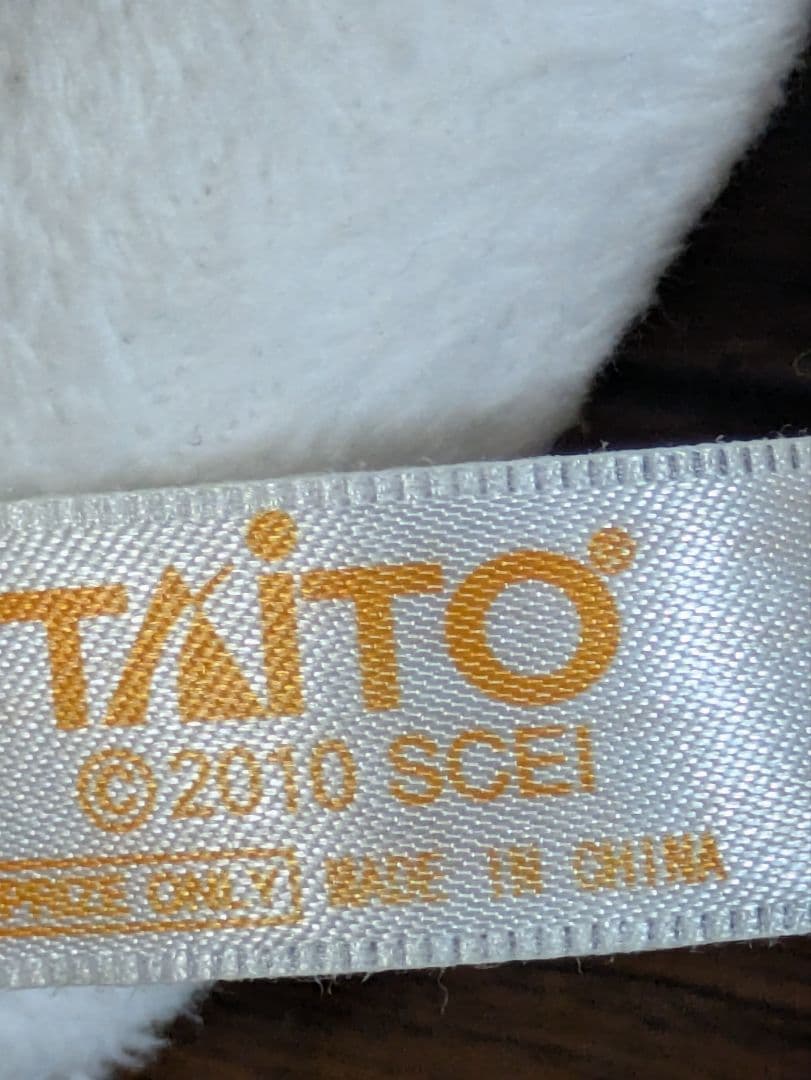 TAiTO
©2010 SCEI
PRIZE ONLY MADE IN CHINA